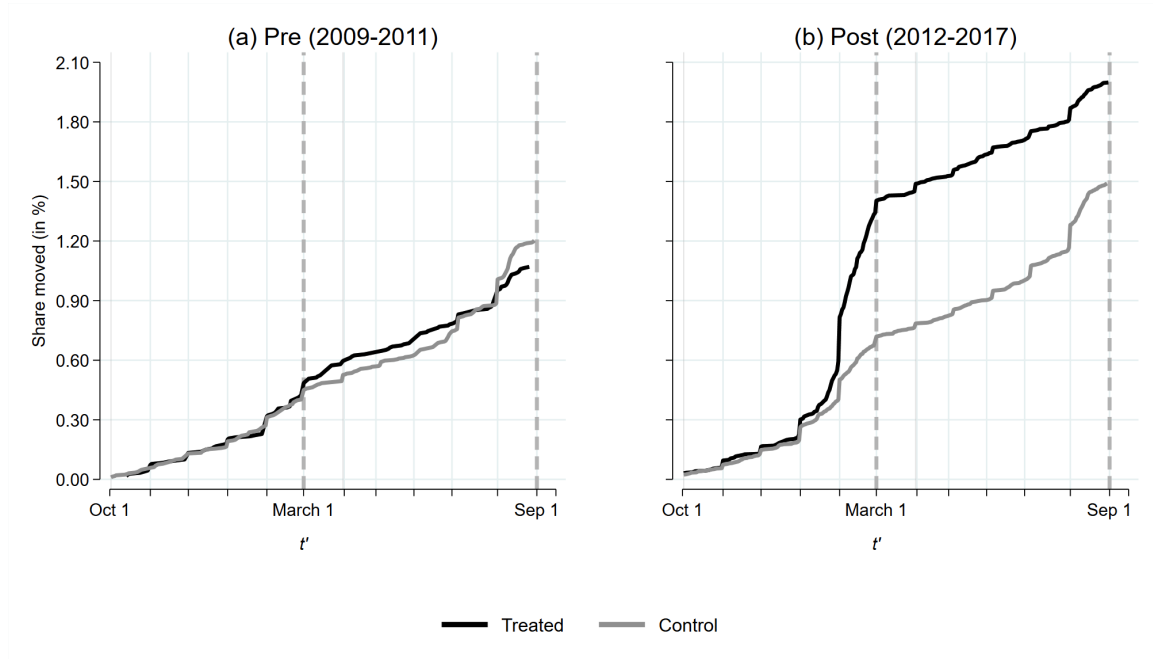 (a) Pre (2009-2011)
(b) Post (2012-2017)
Share moved (in %)
2.10
1.80
1.50
1.20
0.90
0.60
0.30
0.00
Oct 1 March 1 Sep 1
Oct 1 March 1 Sep 1
t'
t'
Treated Control